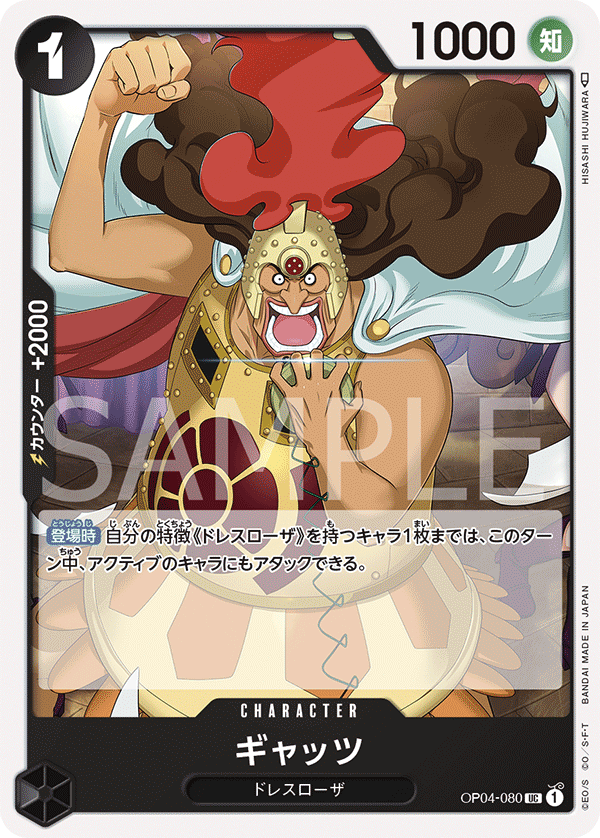 1
1000 知
HISASHI HUJIWARA
カウンター +2000
SAMPLE
登場時 自分の特徴《ドレスローザ》を持つキャラ1枚までは、このター
ン中、アクティブのキャラにもアタックできる。
BANDAI MADE IN JAPAN
©E/S ©O/S・F・T
CHARACTER
ギャッツ
ドレスローザ
OP04-080 UC 1